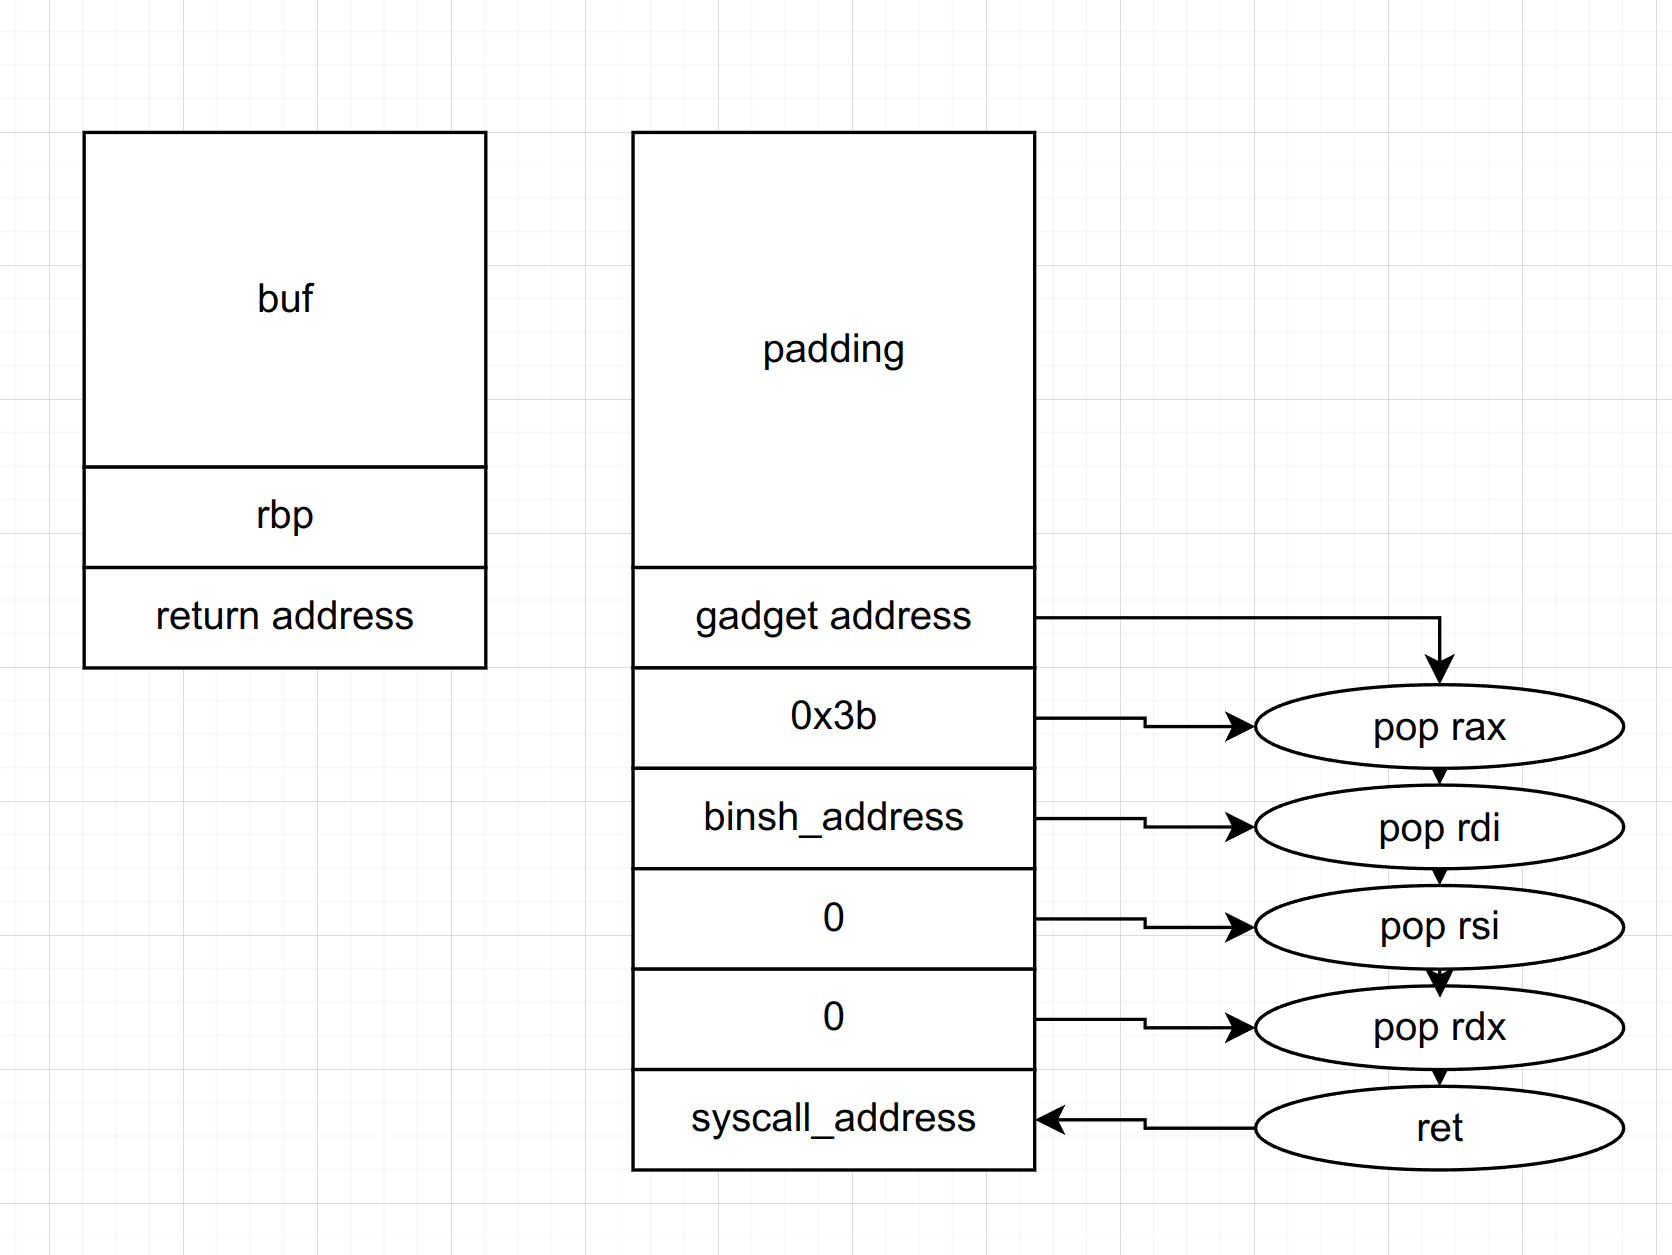 buf
rbp
return address
padding
gadget address
0x3b
binsh_address
0
0
syscall_address
pop rax
pop rdi
pop rsi
pop rdx
ret